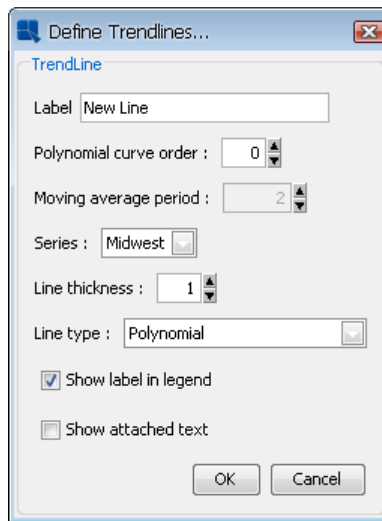 Define Trendlines...
TrendLine
Label New Line
Polynomial curve order : 0
Moving average period : 2
Series : Midwest
Line thickness : 1
Line type : Polynomial
Show label in legend
Show attached text
OK Cancel